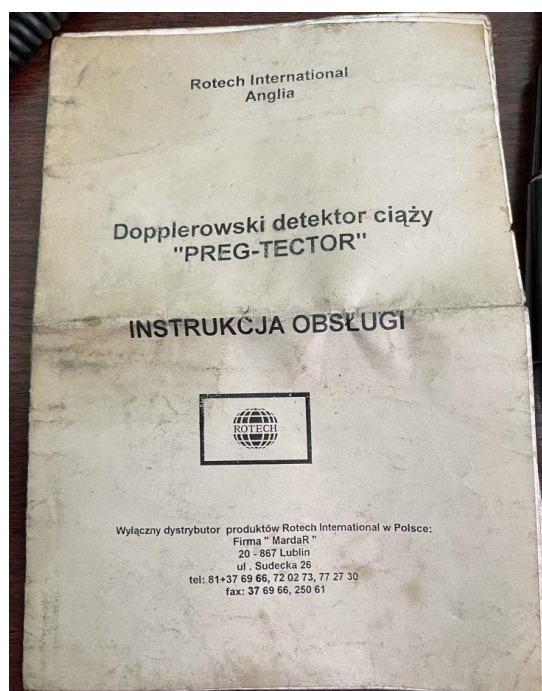 Rotech International
Anglia
Dopplerowski detektor ciąży
"PREG-TECTOR"
INSTRUKCJA OBSŁUGI
ROTECH
Wyłączny dystrybutor produktów Rotech International w Polsce:
Firma " MardaR "
20 - 867 Lublin
ul . Sudecka 26
tel: 81+37 69 66, 72 02 73, 77 27 30
fax: 37 69 66, 250 61